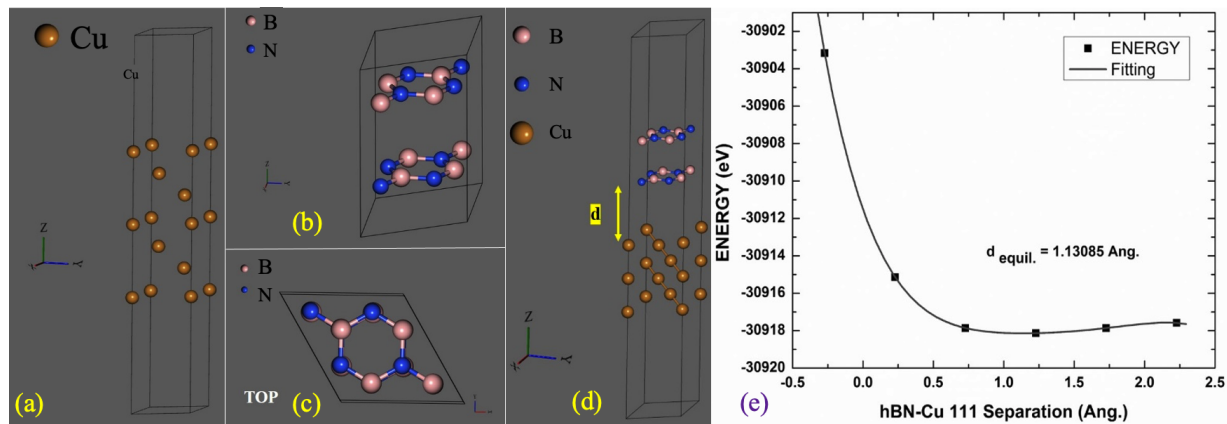 Cu
Cu
Z
Y
(a)
B
N
(b)
B
N
TOP
(c)
B
N
Cu
d
Z
Y
(d)
ENERGY (eV)
-30902
-30904
-30906
-30908
-30910
-30912
-30914
-30916
-30918
-30920
ENERGY
Fitting
d equil. = 1.13085 Ang.
-0.5
0.0
0.5
1.0
1.5
2.0
2.5
hBN-Cu 111 Separation (Ang.)
(e)